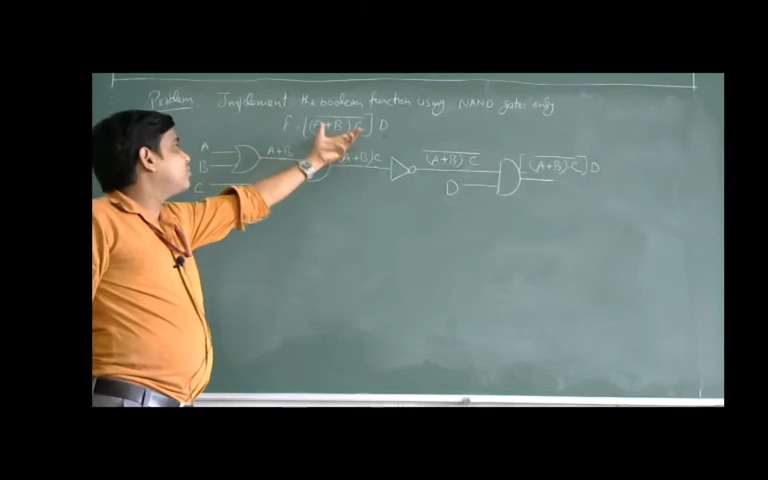 Problem. Implement the boolean function using NAND gates only
F = [(A+B) C] D
A
B
C
A+B
(A+B)C
(A+B) C
D
[(A+B)·C] D